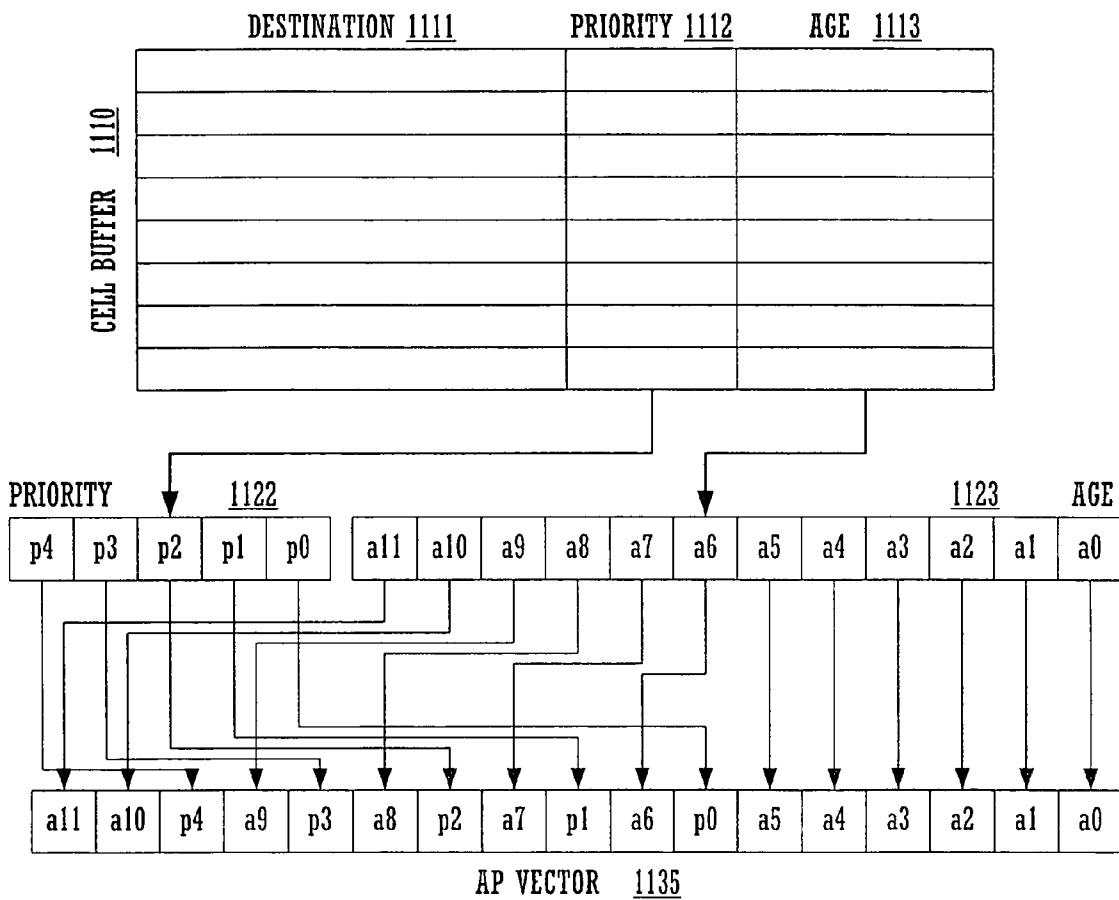 DESTINATION 1111 PRIORITY 1112 AGE 1113
CELL BUFFER 1110
PRIORITY 1122 1123 AGE
p4 p3 p2 p1 p0 a11 a10 a9 a8 a7 a6 a5 a4 a3 a2 a1 a0
a11 a10 p4 a9 p3 a8 p2 a7 p1 a6 p0 a5 a4 a3 a2 a1 a0
AP VECTOR 1135